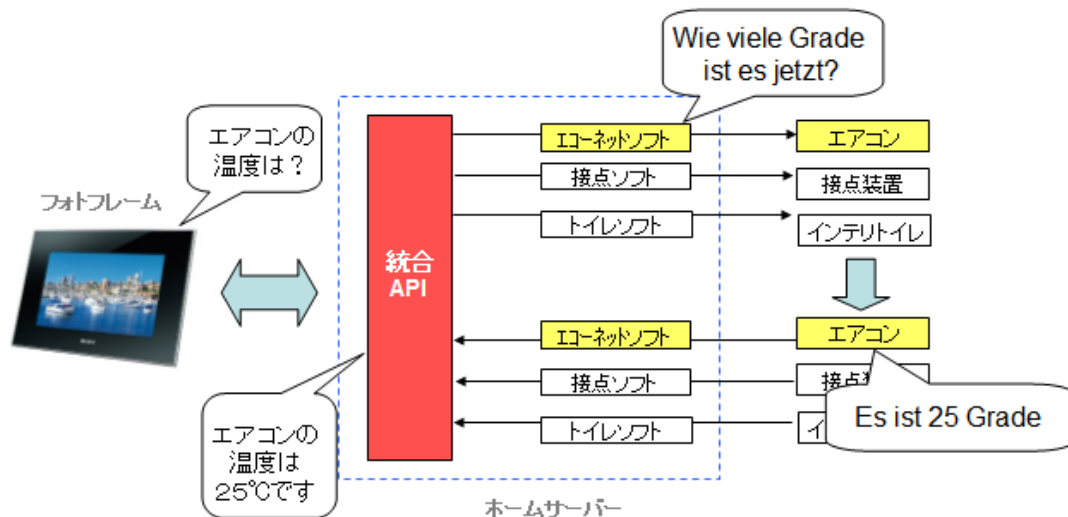 Wie viele Grade
ist es jetzt?
エアコンの
温度は？
フォトフレーム
統合
API
エコーネットソフト
エアコン
接点ソフト
接点装置
トイレソフト
インテリトイレ
エコーネットソフト
エアコン
接点ソフト
接点
トイレソフト
イ
Es ist 25 Grade
エアコンの
温度は
25℃です
ホームサーバー